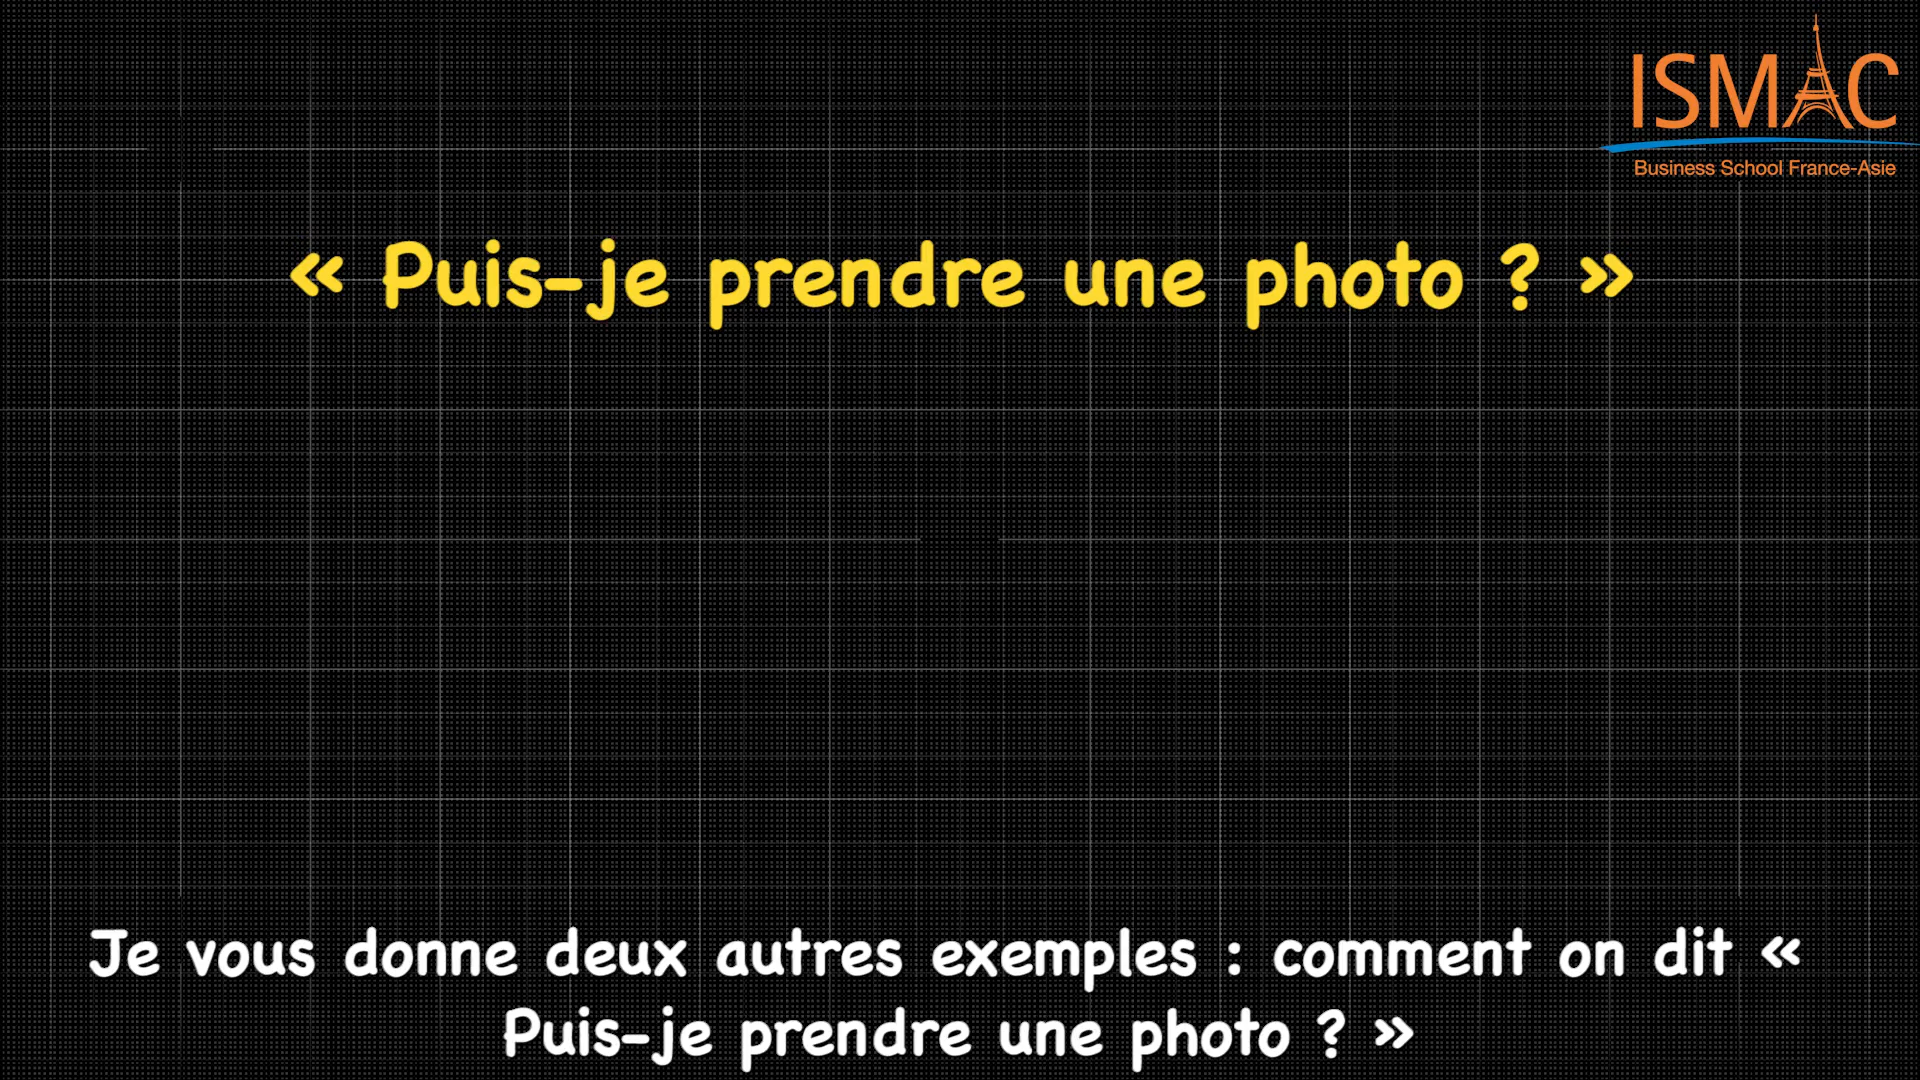 ISMAC
Business School France-Asie
« Puis-je prendre une photo ? »
Je vous donne deux autres exemples : comment on dit «
Puis-je prendre une photo ? »